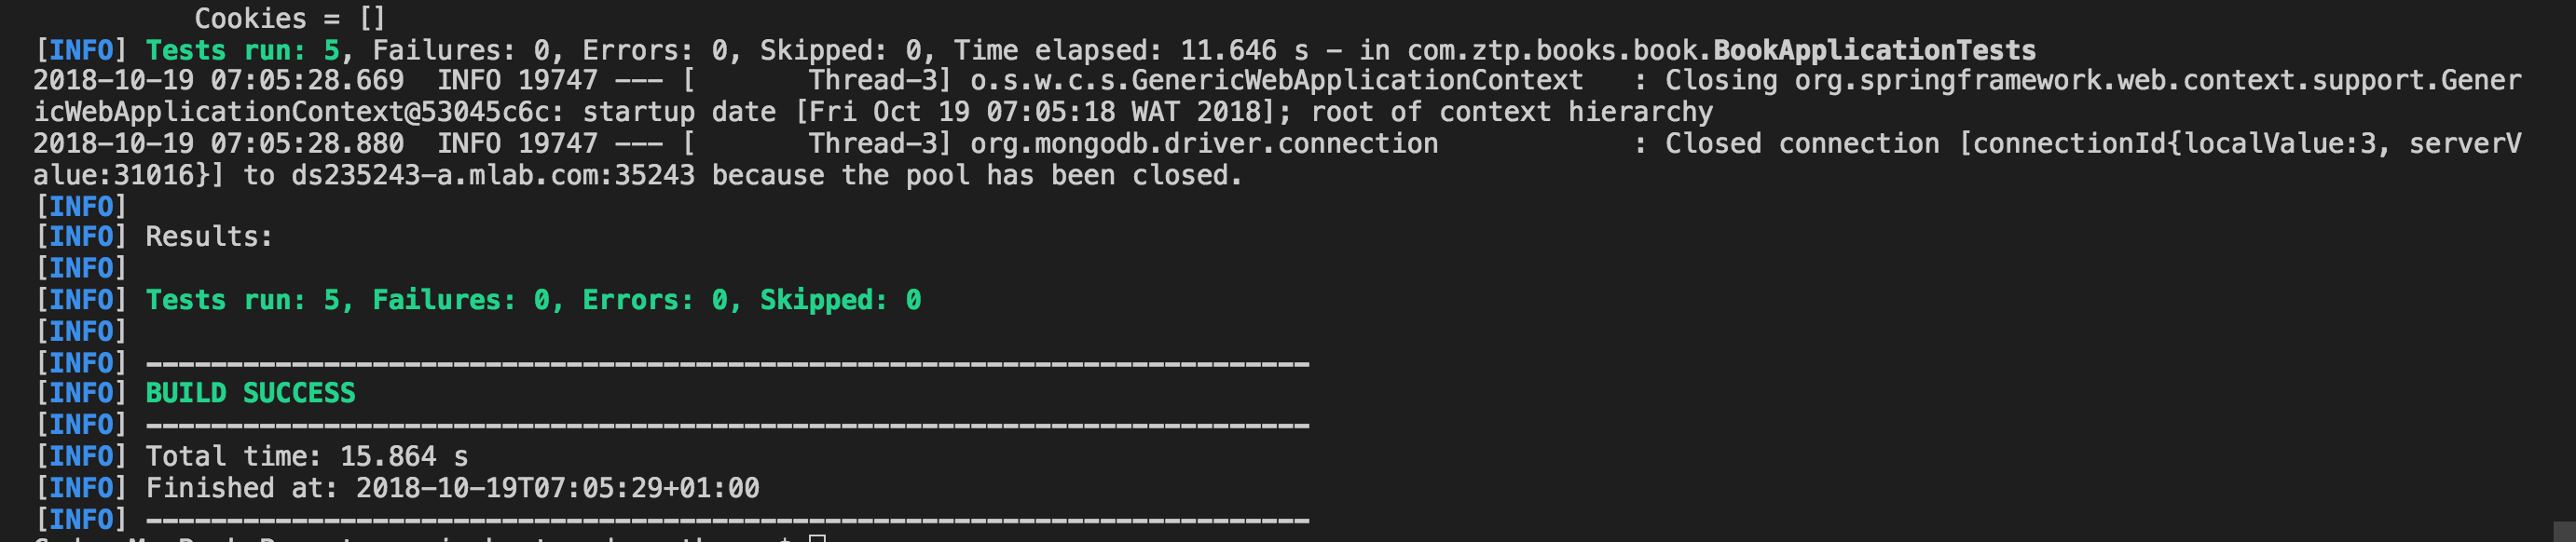 Cookies = []
[INFO] Tests run: 5, Failures: 0, Errors: 0, Skipped: 0, Time elapsed: 11.646 s - in com.ztp.books.book.BookApplicationTests
2018-10-19 07:05:28.669  INFO 19747 --- [       Thread-3] o.s.w.c.s.GenericWebApplicationContext   : Closing org.springframework.web.context.support.Gener
icWebApplicationContext@53045c6c: startup date [Fri Oct 19 07:05:18 WAT 2018]; root of context hierarchy
2018-10-19 07:05:28.880  INFO 19747 --- [       Thread-3] org.mongodb.driver.connection            : Closed connection [connectionId{localValue:3, serverV
alue:31016}] to ds235243-a.mlab.com:35243 because the pool has been closed.
[INFO]
[INFO] Results:
[INFO]
[INFO] Tests run: 5, Failures: 0, Errors: 0, Skipped: 0
[INFO]
[INFO] ------------------------------------------------------------------------
[INFO] BUILD SUCCESS
[INFO] ------------------------------------------------------------------------
[INFO] Total time: 15.864 s
[INFO] Finished at: 2018-10-19T07:05:29+01:00
[INFO] ------------------------------------------------------------------------